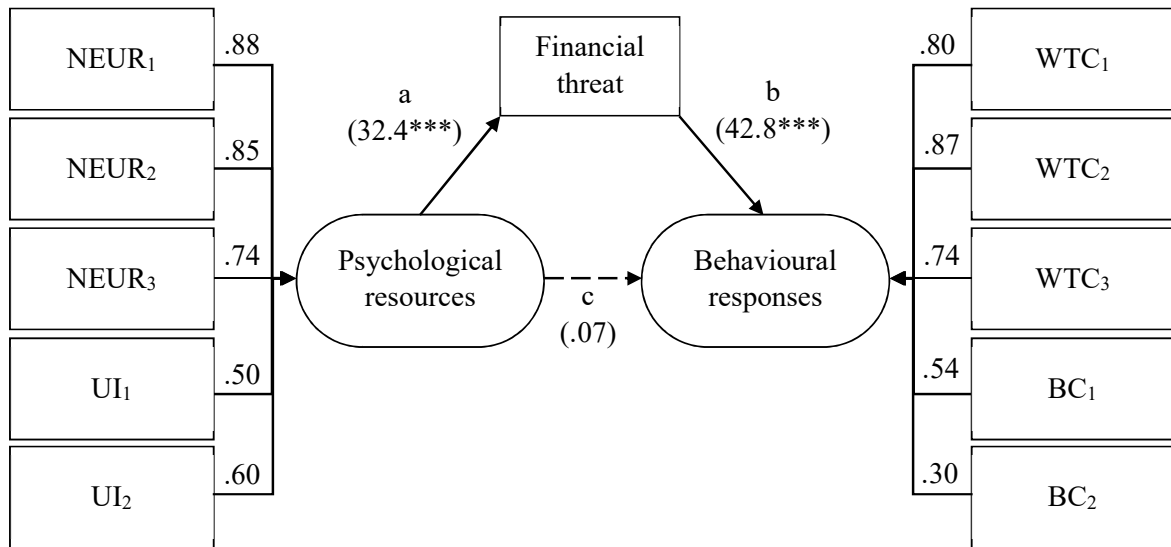 NEUR₁
.88
NEUR₂
.85
NEUR₃
.74
UI₁
.50
UI₂
.60
Financial
threat
a
(32.4***)
b
(42.8***)
Psychological
resources
c
(.07)
Behavioural
responses
.80
WTC₁
.87
WTC₂
.74
WTC₃
.54
BC₁
.30
BC₂